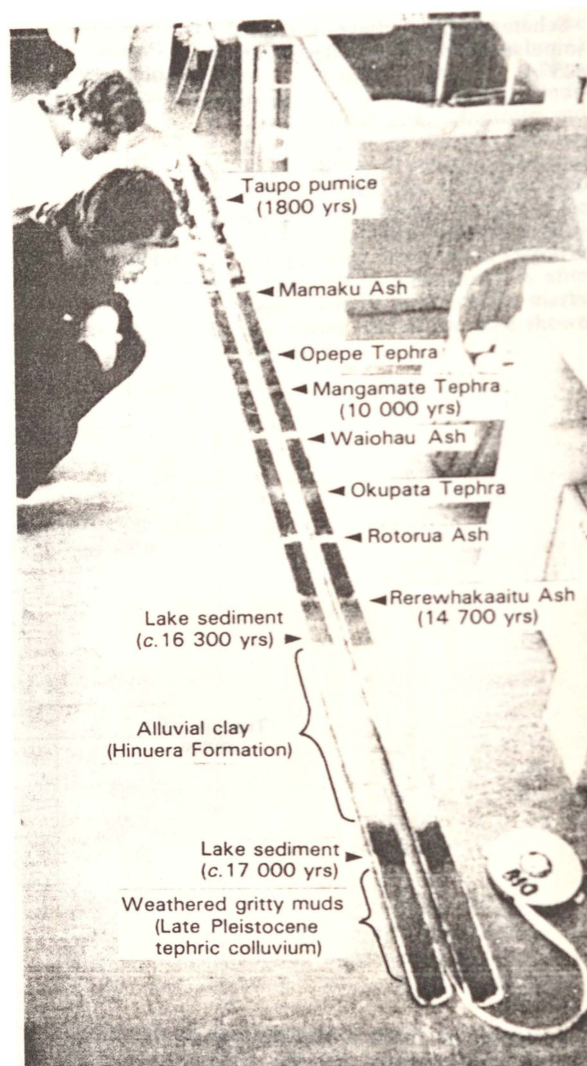 Taupo pumice
(1800 yrs)
Mamaku Ash
Opepe Tephra
Mangamate Tephra
(10 000 yrs)
Waiohau Ash
Okupata Tephra
Rotorua Ash
Rerewhakaaitu Ash
(14 700 yrs)
Lake sediment
(c.16 300 yrs)
Alluvial clay
(Hinuera Formation)
Lake sediment
(c.17 000 yrs)
Weathered gritty muds
(Late Pleistocene
tephric colluvium)